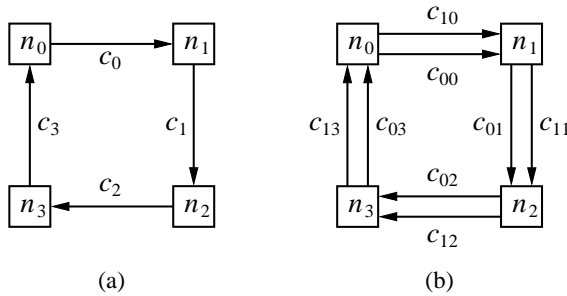 n₀ c₀ n₁ n₀ c₁₀ n₁
c₀₀
c₃ c₁ c₁₃ c₀₃ c₀₁ c₁₁
n₃ c₂ n₂ n₃ c₀₂ n₂
c₁₂
(a) (b)